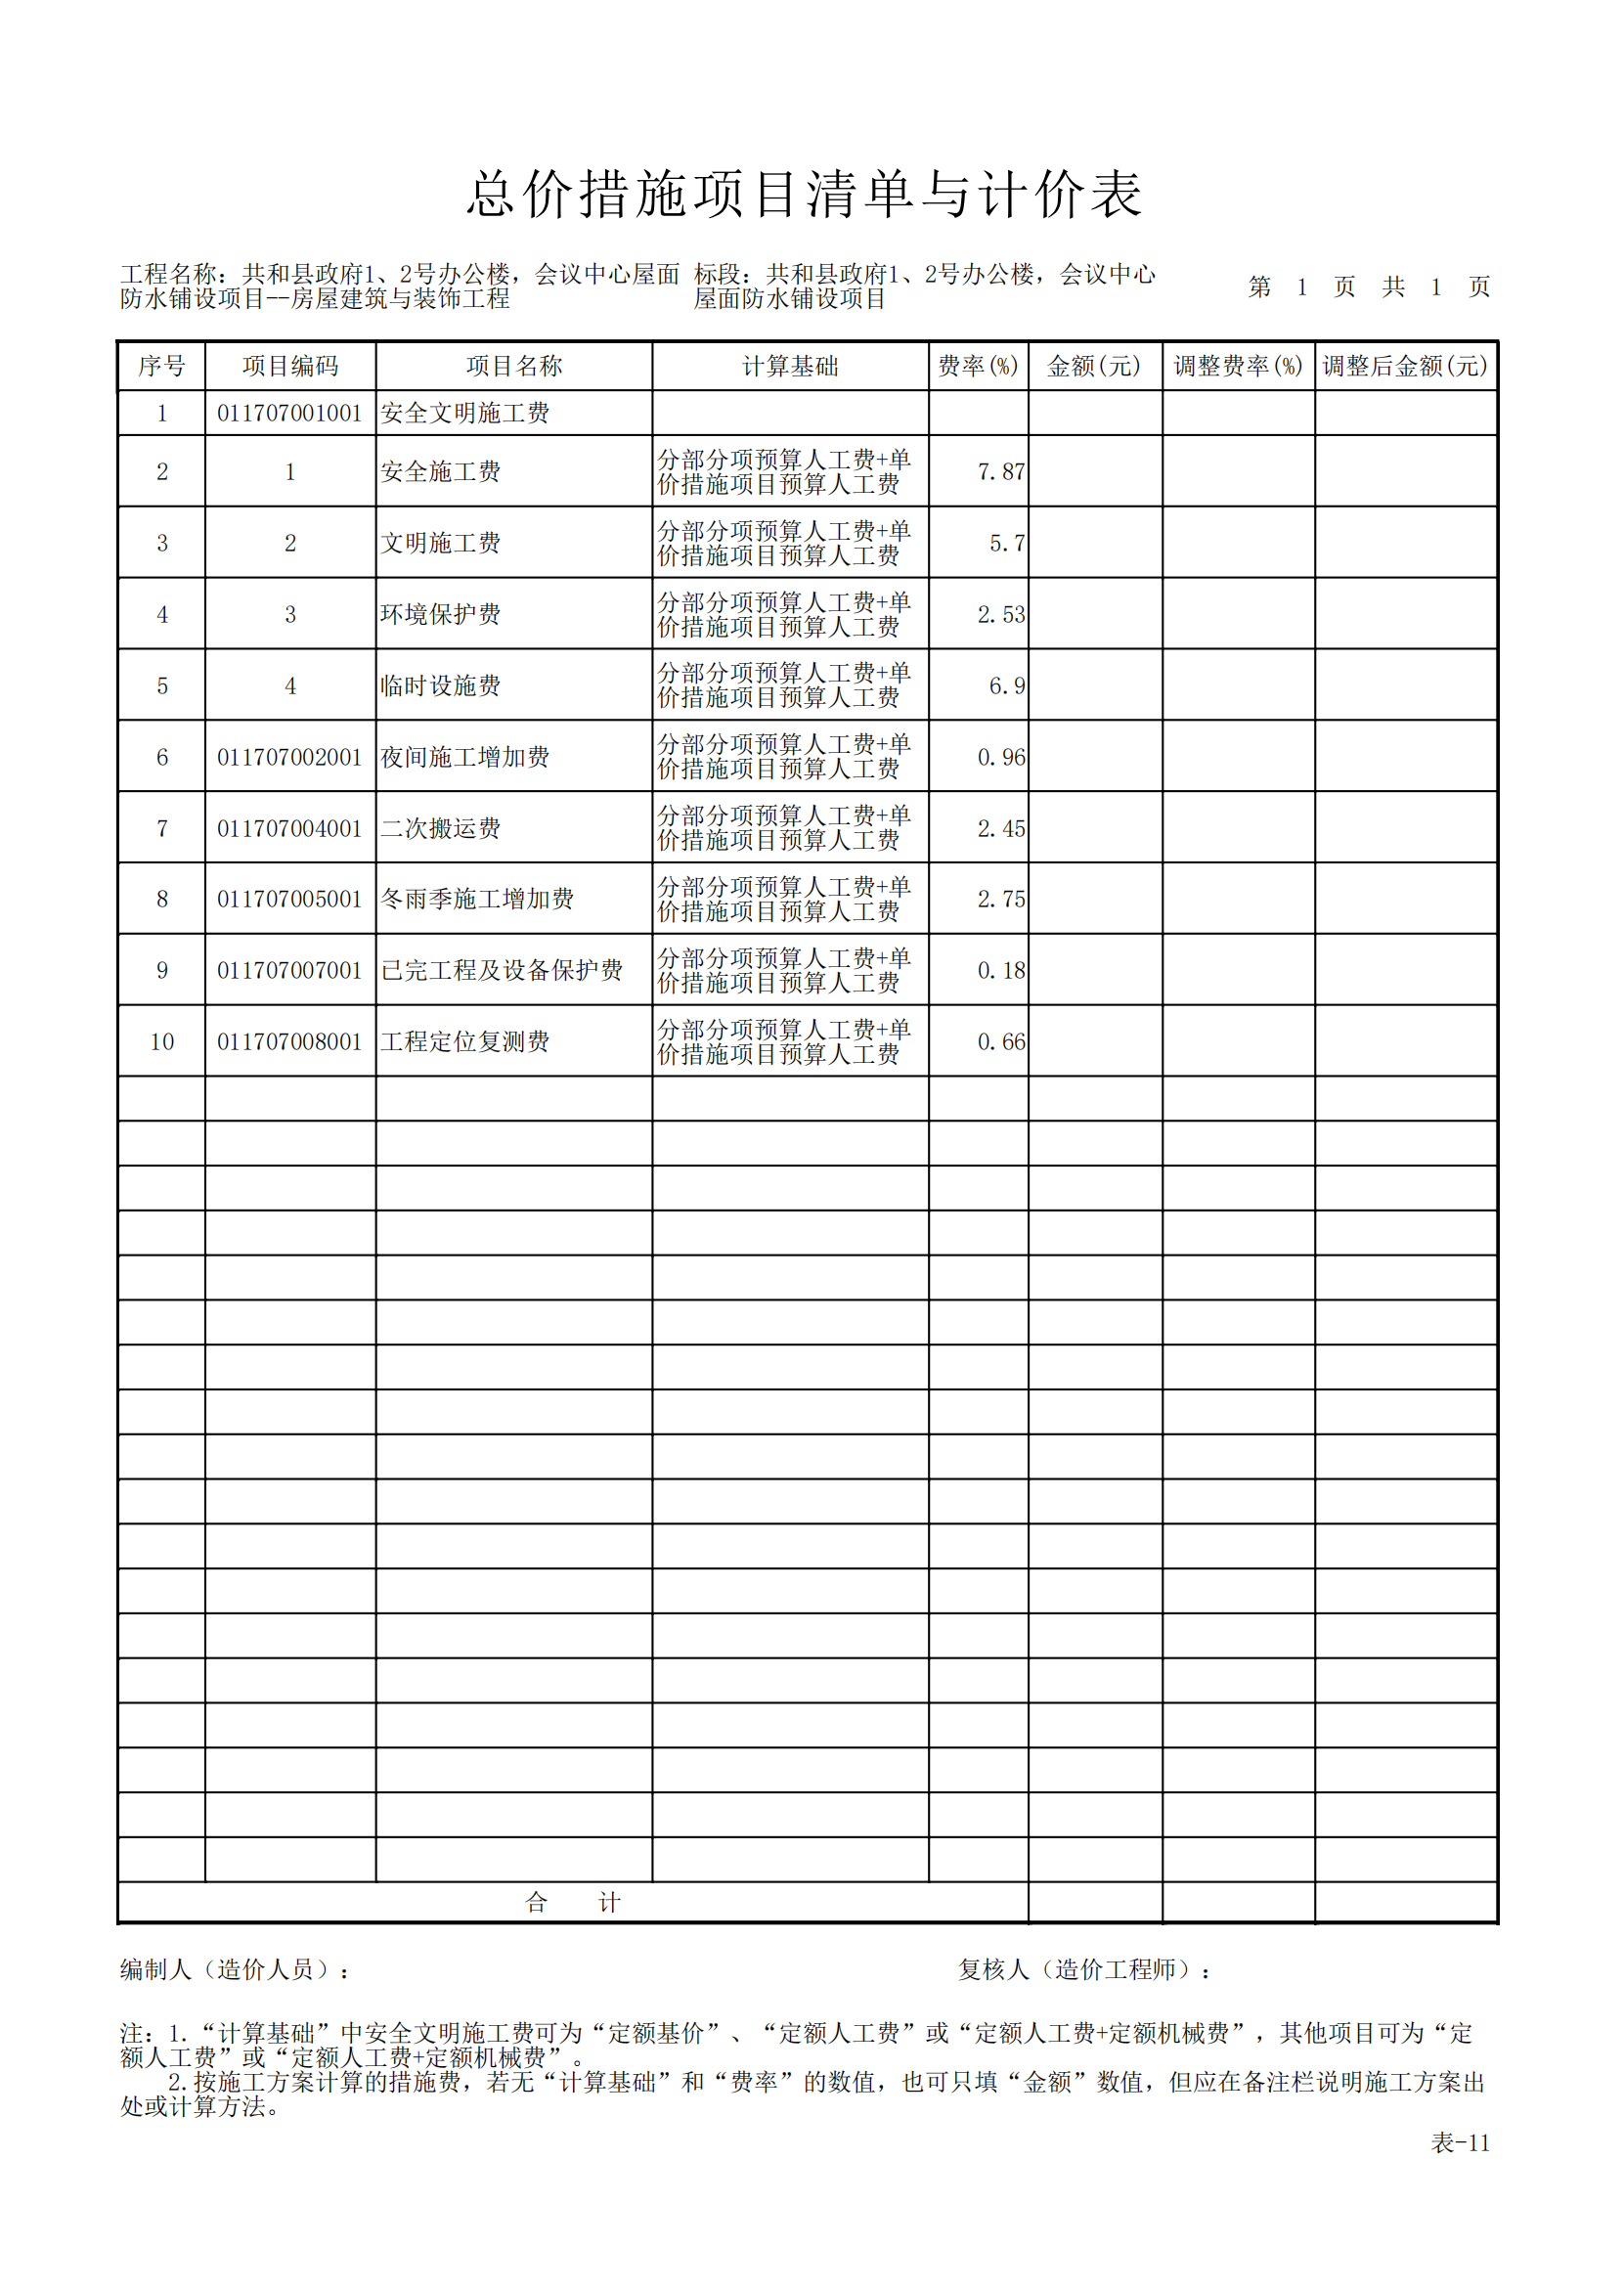 总价措施项目清单与计价表
工程名称：共和县政府1、2号办公楼，会议中心屋面防水铺设项目--房屋建筑与装饰工程
标段：共和县政府1、2号办公楼，会议中心屋面防水铺设项目
第 1 页 共 1 页
序号 项目编码 项目名称 计算基础 费率(%) 金额(元) 调整费率(%) 调整后金额(元)
1 011707001001 安全文明施工费
2 1 安全施工费 分部分项预算人工费+单价措施项目预算人工费 7.87
3 2 文明施工费 分部分项预算人工费+单价措施项目预算人工费 5.7
4 3 环境保护费 分部分项预算人工费+单价措施项目预算人工费 2.53
5 4 临时设施费 分部分项预算人工费+单价措施项目预算人工费 6.9
6 011707002001 夜间施工增加费 分部分项预算人工费+单价措施项目预算人工费 0.96
7 011707004001 二次搬运费 分部分项预算人工费+单价措施项目预算人工费 2.45
8 011707005001 冬雨季施工增加费 分部分项预算人工费+单价措施项目预算人工费 2.75
9 011707007001 已完工程及设备保护费 分部分项预算人工费+单价措施项目预算人工费 0.18
10 011707008001 工程定位复测费 分部分项预算人工费+单价措施项目预算人工费 0.66
合 计
编制人（造价人员）： 复核人（造价工程师）：
注：1.“计算基础”中安全文明施工费可为“定额基价”、“定额人工费”或“定额人工费+定额机械费”，其他项目可为“定
额人工费”或“定额人工费+定额机械费”。
2.按施工方案计算的措施费，若无“计算基础”和“费率”的数值，也可只填“金额”数值，但应在备注栏说明施工方案出
处或计算方法。
表-11